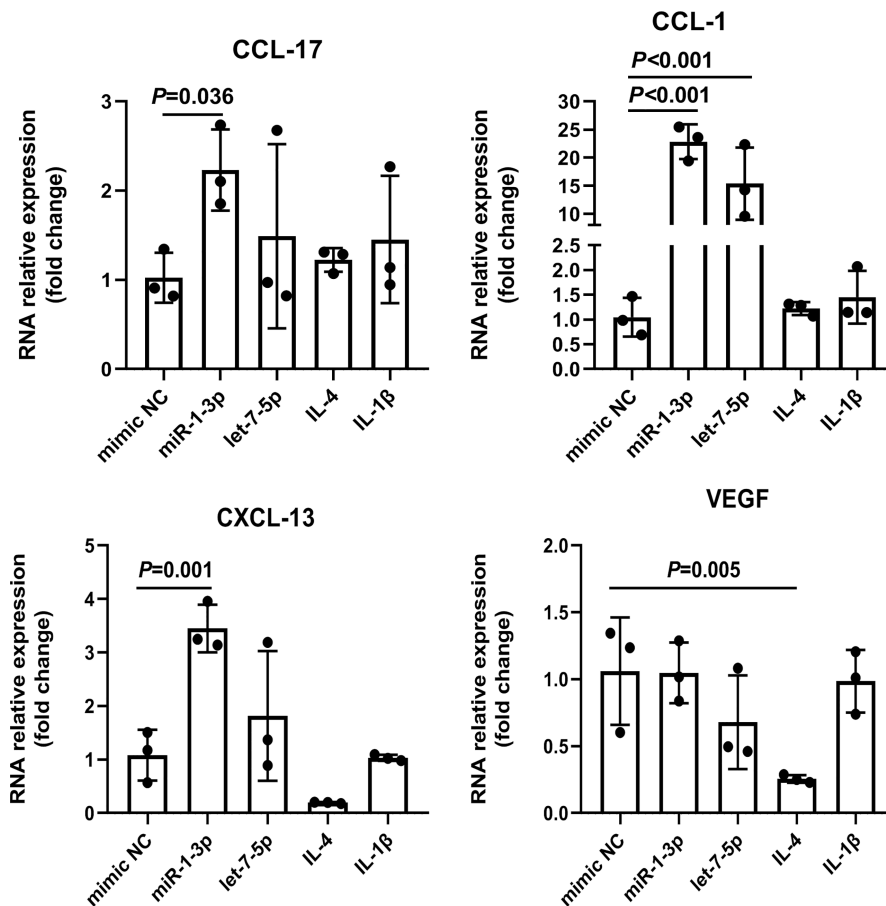 CCL-17
P=0.036
RNA relative expression
(fold change)
3
2
1
0
mimic NC
miR-1-3p
let-7-5p
IL-4
IL-1β
CCL-1
P<0.001
P<0.001
RNA relative expression
(fold change)
30
25
20
15
10
2.5
2.0
1.5
1.0
0.5
0.0
mimic NC
miR-1-3p
let-7-5p
IL-4
IL-1β
CXCL-13
P=0.001
RNA relative expression
(fold change)
5
4
3
2
1
0
mimic NC
miR-1-3p
let-7-5p
IL-4
IL-1β
VEGF
P=0.005
RNA relative expression
(fold change)
2.0
1.5
1.0
0.5
0.0
mimic NC
miR-1-3p
let-7-5p
IL-4
IL-1β